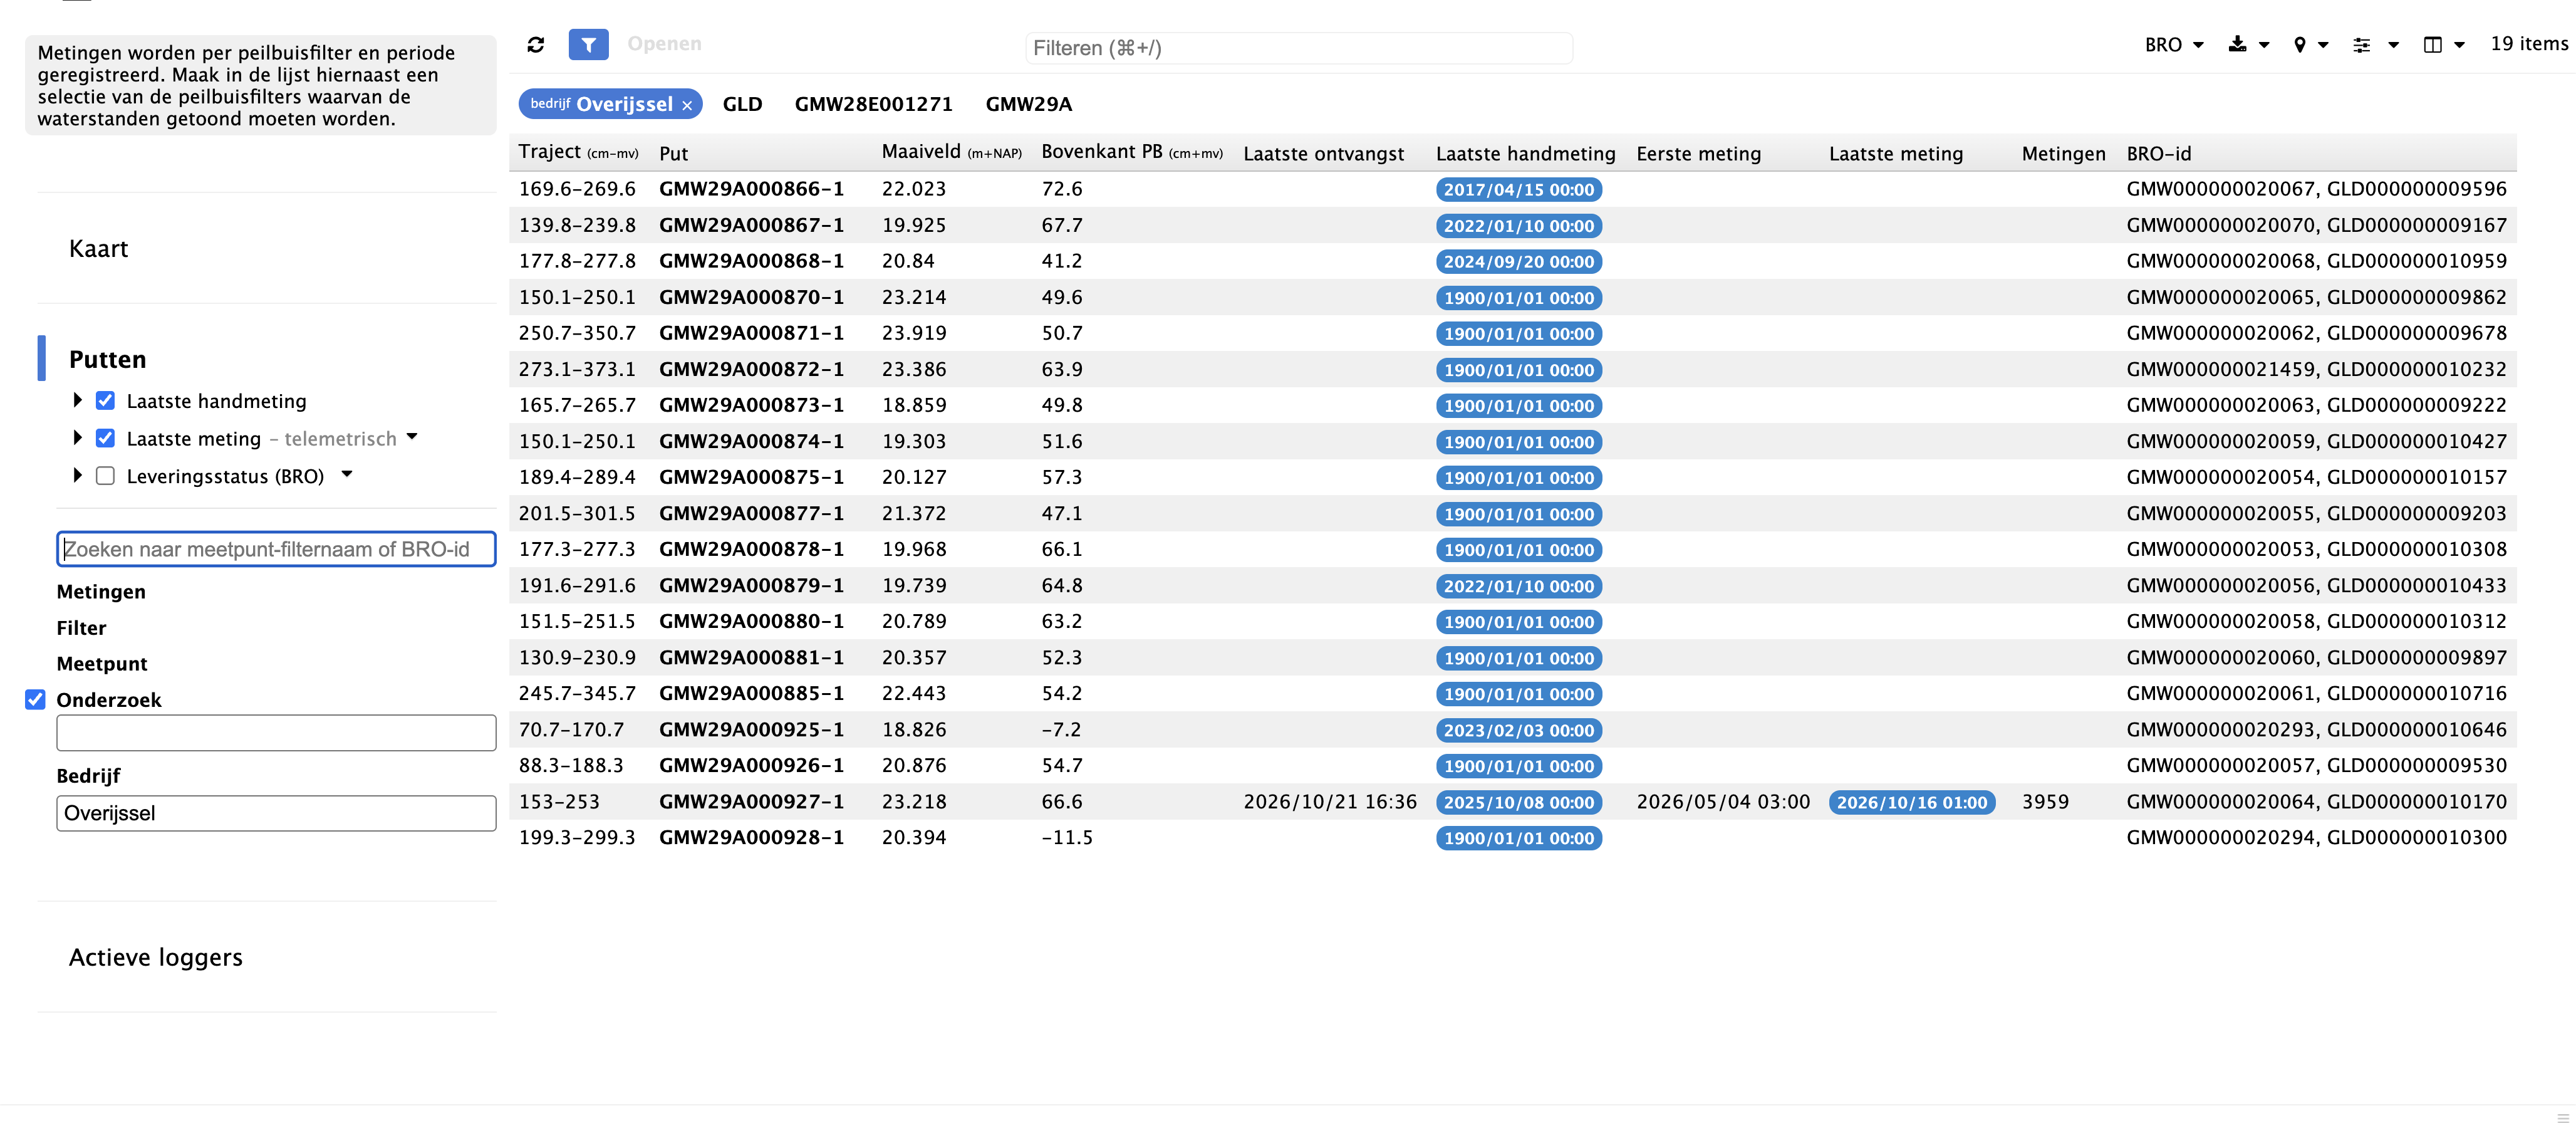 Metingen worden per peilbuisfilter en periode
geregistreerd. Maak in de lijst hiernaast een
selectie van de peilbuisfilters waarvan de
waterstanden getoond moeten worden.
Kaart
Putten
Laatste handmeting
Laatste meting - telemetrisch
Leveringsstatus (BRO)
Zoeken naar meetpunt-filternaam of BRO-id
Metingen
Filter
Meetpunt
Onderzoek
Bedrijf
Overijssel
Actieve loggers
Openen Filteren (⌘+/) BRO 19 items
bedrijf Overijssel × GLD GMW28E001271 GMW29A
Traject (cm-mv) Put Maaiveld (m+NAP) Bovenkant PB (cm+mv) Laatste ontvangst Laatste handmeting Eerste meting Laatste meting Metingen BRO-id
169.6-269.6 GMW29A000866-1 22.023 72.6 2017/04/15 00:00 GMW000000020067, GLD000000009596
139.8-239.8 GMW29A000867-1 19.925 67.7 2022/01/10 00:00 GMW000000020070, GLD000000009167
177.8-277.8 GMW29A000868-1 20.84 41.2 2024/09/20 00:00 GMW000000020068, GLD000000010959
150.1-250.1 GMW29A000870-1 23.214 49.6 1900/01/01 00:00 GMW000000020065, GLD000000009862
250.7-350.7 GMW29A000871-1 23.919 50.7 1900/01/01 00:00 GMW000000020062, GLD000000009678
273.1-373.1 GMW29A000872-1 23.386 63.9 1900/01/01 00:00 GMW000000021459, GLD000000010232
165.7-265.7 GMW29A000873-1 18.859 49.8 1900/01/01 00:00 GMW000000020063, GLD000000009222
150.1-250.1 GMW29A000874-1 19.303 51.6 1900/01/01 00:00 GMW000000020059, GLD000000010427
189.4-289.4 GMW29A000875-1 20.127 57.3 1900/01/01 00:00 GMW000000020054, GLD000000010157
201.5-301.5 GMW29A000877-1 21.372 47.1 1900/01/01 00:00 GMW000000020055, GLD000000009203
177.3-277.3 GMW29A000878-1 19.968 66.1 1900/01/01 00:00 GMW000000020053, GLD000000010308
191.6-291.6 GMW29A000879-1 19.739 64.8 2022/01/10 00:00 GMW000000020056, GLD000000010433
151.5-251.5 GMW29A000880-1 20.789 63.2 1900/01/01 00:00 GMW000000020058, GLD000000010312
130.9-230.9 GMW29A000881-1 20.357 52.3 1900/01/01 00:00 GMW000000020060, GLD000000009897
245.7-345.7 GMW29A000885-1 22.443 54.2 1900/01/01 00:00 GMW000000020061, GLD000000010716
70.7-170.7 GMW29A000925-1 18.826 -7.2 2023/02/03 00:00 GMW000000020293, GLD000000010646
88.3-188.3 GMW29A000926-1 20.876 54.7 1900/01/01 00:00 GMW000000020057, GLD000000009530
153-253 GMW29A000927-1 23.218 66.6 2026/10/21 16:36 2025/10/08 00:00 2026/05/04 03:00 2026/10/16 01:00 3959 GMW000000020064, GLD000000010170
199.3-299.3 GMW29A000928-1 20.394 -11.5 1900/01/01 00:00 GMW000000020294, GLD000000010300